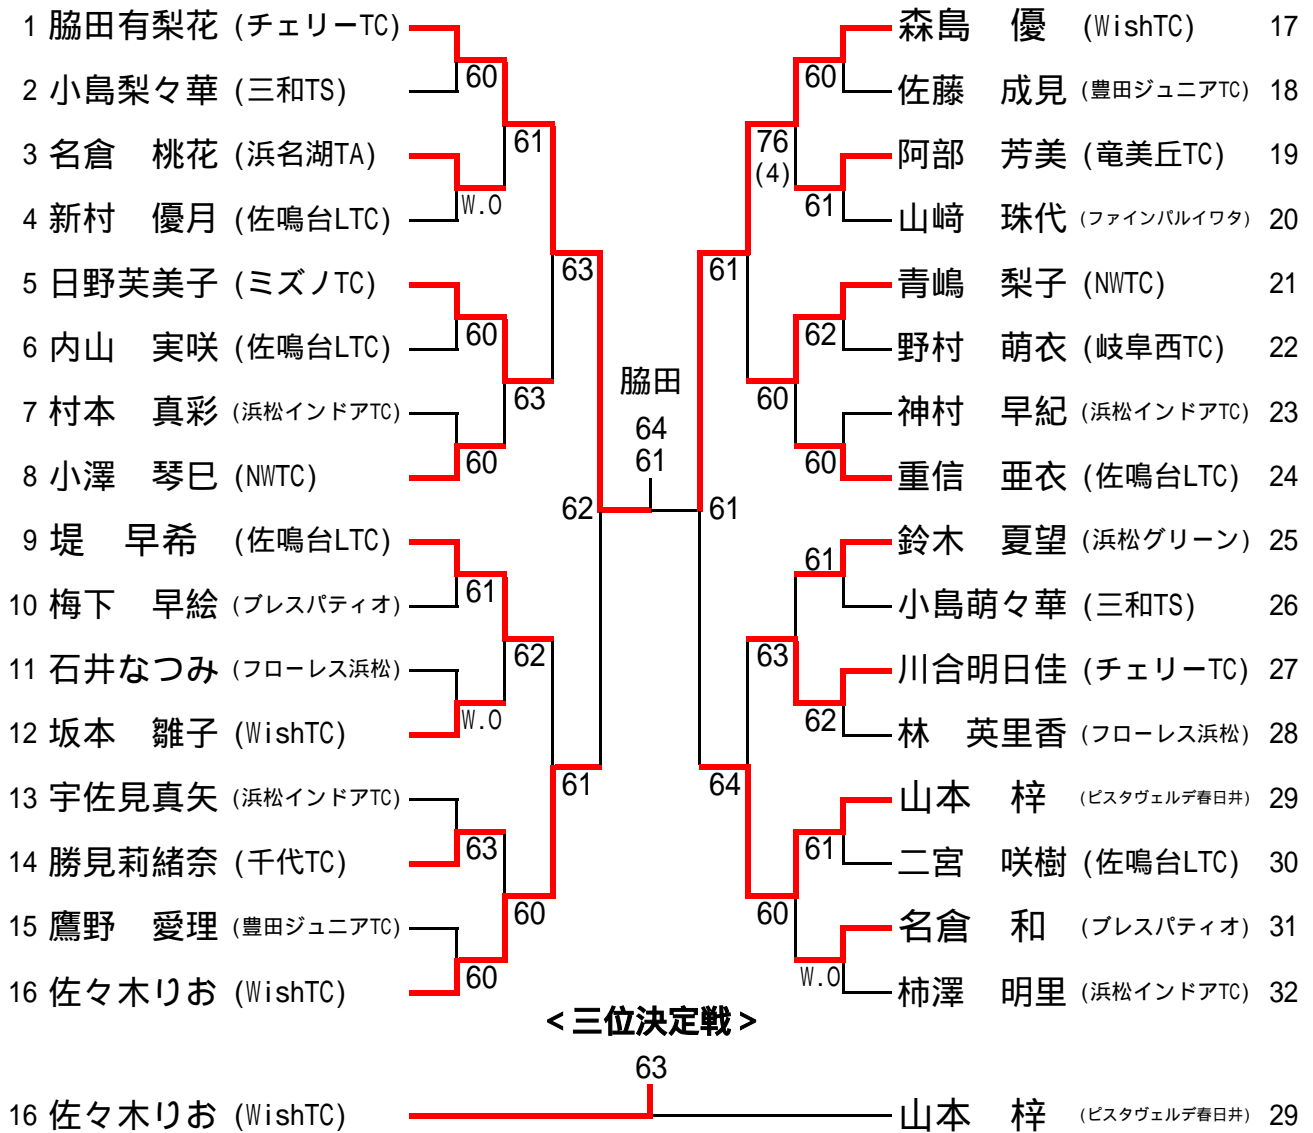 1 脇田有梨花 (チェリーTC)
2 小島梨々華 (三和TS)
60
61
3 名倉 桃花 (浜名湖TA)
4 新村 優月 (佐鳴台LTC)
W.O
63
5 日野芙美子 (ミズノTC)
6 内山 実咲 (佐鳴台LTC)
60
63
7 村本 真彩 (浜松インドアTC)
8 小澤 琴巳 (NWTC)
60
62
9 堤 早希 (佐鳴台LTC)
10 梅下 早絵 (ブレスパティオ)
61
62
11 石井なつみ (フローレス浜松)
12 坂本 雛子 (WishTC)
W.O
61
13 宇佐見真矢 (浜松インドアTC)
14 勝見莉緒奈 (千代TC)
63
60
15 鷹野 愛理 (豊田ジュニアTC)
16 佐々木りお (WishTC)
60
脇田
64
61
森島 優 (WishTC) 17
佐藤 成見 (豊田ジュニアTC) 18
60
76
(4)
阿部 芳美 (竜美丘TC) 19
山﨑 珠代 (ファインパルイワタ) 20
61
61
青嶋 梨子 (NWTC) 21
野村 萌衣 (岐阜西TC) 22
62
60
神村 早紀 (浜松インドアTC) 23
重信 亜衣 (佐鳴台LTC) 24
60
61
鈴木 夏望 (浜松グリーン) 25
小島萌々華 (三和TS) 26
61
63
川合明日佳 (チェリーTC) 27
林 英里香 (フローレス浜松) 28
62
64
山本 梓 (ピスタヴェルデ春日井) 29
二宮 咲樹 (佐鳴台LTC) 30
61
60
名倉 和 (ブレスパティオ) 31
柿澤 明里 (浜松インドアTC) 32
W.O
<三位決定戦>
63
16 佐々木りお (WishTC)
山本 梓 (ピスタヴェルデ春日井) 29